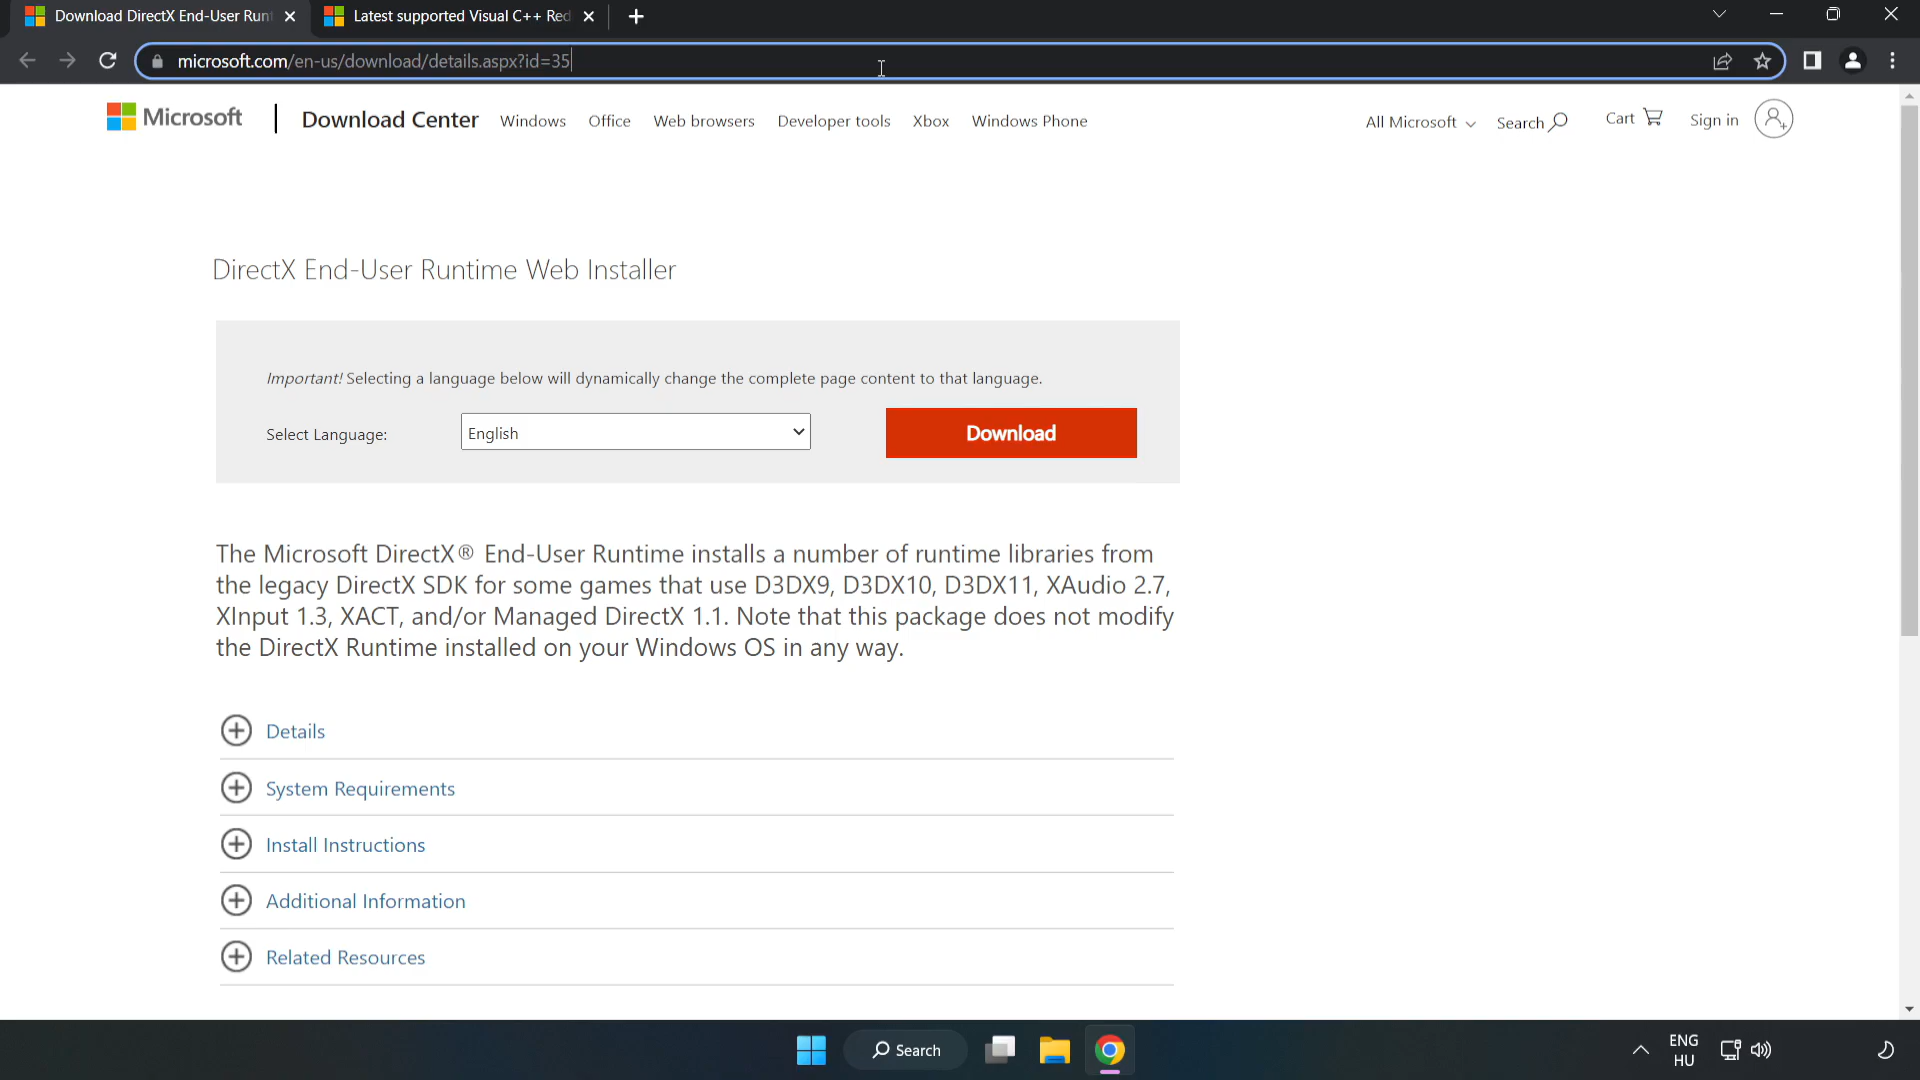 Download DirectX End-User Runt
Latest supported Visual C++ Red
microsoft.com/en-us/download/details.aspx?id=35
Microsoft
Download Center
Windows
Office
Web browsers
Developer tools
Xbox
Windows Phone
All Microsoft
Search
Cart
Sign in
DirectX End-User Runtime Web Installer
Important! Selecting a language below will dynamically change the complete page content to that language.
Select Language:
English
Download
The Microsoft DirectX® End-User Runtime installs a number of runtime libraries from
the legacy DirectX SDK for some games that use D3DX9, D3DX10, D3DX11, XAudio 2.7,
XInput 1.3, XACT, and/or Managed DirectX 1.1. Note that this package does not modify
the DirectX Runtime installed on your Windows OS in any way.
Details
System Requirements
Install Instructions
Additional Information
Related Resources
Search
ENG
HU